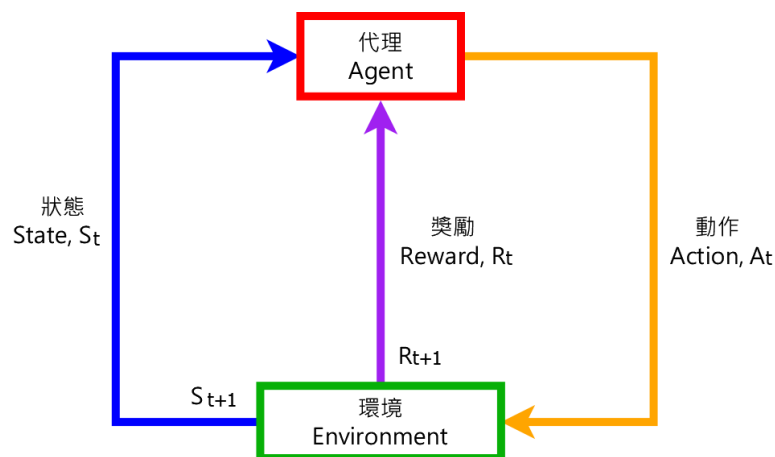 代理
Agent
狀態
State, St
獎勵
Reward, Rt
動作
Action, At
Rt+1
St+1
環境
Environment